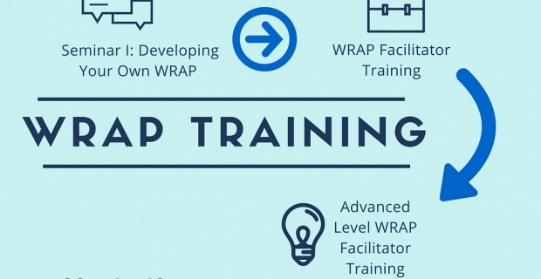 Seminar I: Developing
Your Own WRAP
WRAP Facilitator
Training
WRAP TRAINING
Advanced
Level WRAP
Facilitator
Training